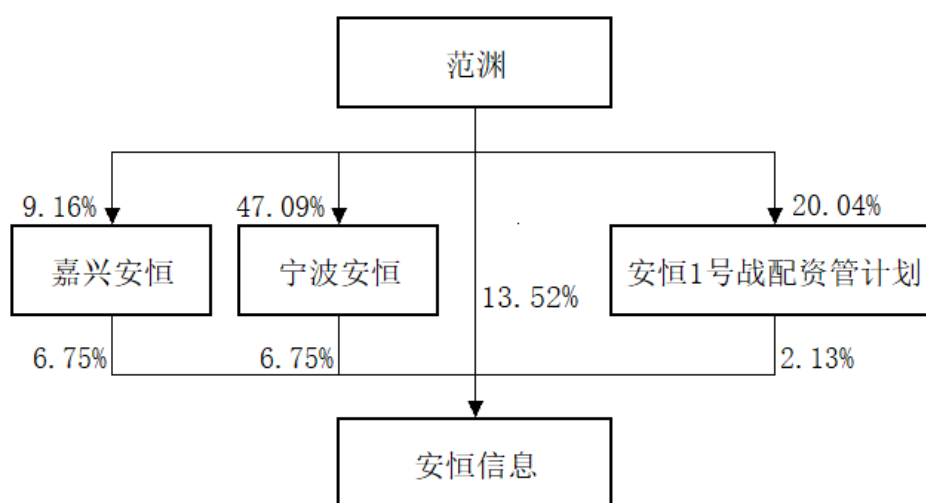 范渊
9.16%
47.09%
20.04%
嘉兴安恒
宁波安恒
安恒1号战配资管计划
13.52%
6.75%
6.75%
2.13%
安恒信息